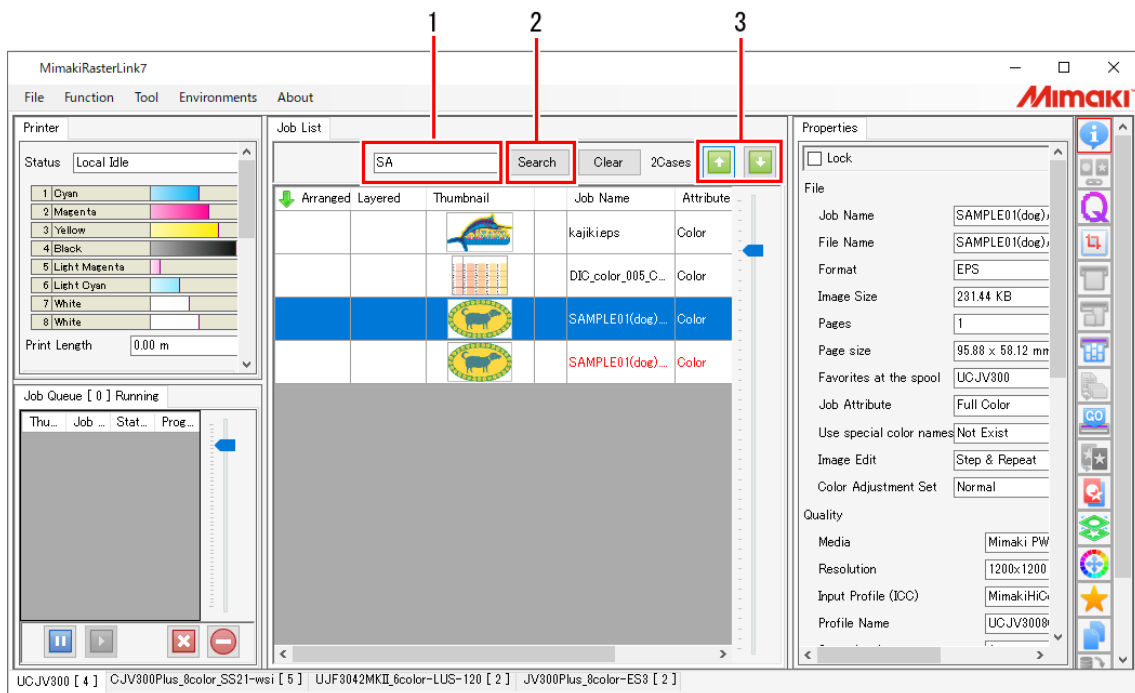 1 2 3
MimakiRasterLink7
File Function Tool Environments About
Mimaki
Printer
Status Local Idle
1 Cyan
2 Magenta
3 Yellow
4 Black
5 Light Magenta
6 Light Cyan
7 White
8 White
Print Length 0.00 m
Job Queue [ 0 ] Running
Thu... Job ... Stat... Prog...
Job List
SA Search Clear 2Cases
Arranged Layered Thumbnail Job Name Attribute
kajiki.eps Color
DIC_color_005_C... Color
SAMPLE01(dog).... Color
SAMPLE01(dog).... Color
Properties
Lock
File
Job Name SAMPLE01(dog)
File Name SAMPLE01(dog)
Format EPS
Image Size 231.44 KB
Pages 1
Page size 95.88 x 58.12 mm
Favorites at the spool UCJV300
Job Attribute Full Color
Use special color names Not Exist
Image Edit Step & Repeat
Color Adjustment Set Normal
Quality
Media Mimaki PW
Resolution 1200x1200
Input Profile (ICC) MimakiHiC
Profile Name UCJV3008
Q
GO
UCJV300 [ 4 ] CJV300Plus_8color_SS21-wsi [ 5 ] UJF3042MKII_6color-LUS-120 [ 2 ] JV300Plus_8color-ES3 [ 2 ]